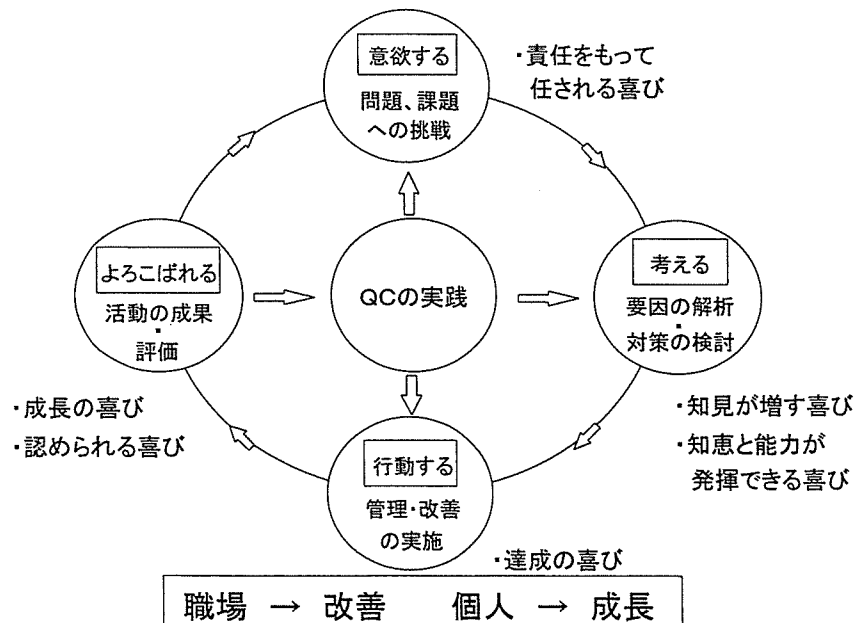 意欲する
問題、課題
への挑戦
・責任をもって
任される喜び
よろこばれる
活動の成果
・
評価
QCの実践
考える
要因の解析
・
対策の検討
・成長の喜び
・認められる喜び
・知見が増す喜び
・知恵と能力が
発揮できる喜び
行動する
管理・改善
の実施
・達成の喜び
職場 → 改善 個人 → 成長